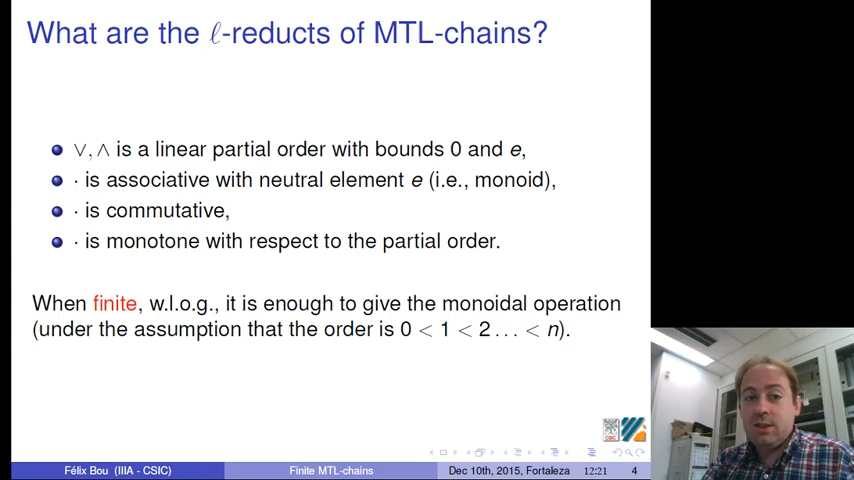 What are the ℓ-reducts of MTL-chains?
∨, ∧ is a linear partial order with bounds 0 and e,
· is associative with neutral element e (i.e., monoid),
· is commutative,
· is monotone with respect to the partial order.
When finite, w.l.o.g., it is enough to give the monoidal operation
(under the assumption that the order is 0 < 1 < 2 . . . < n).
CSIC
Félix Bou (IIIA - CSIC) Finite MTL-chains Dec 10th, 2015, Fortaleza 12:21 4